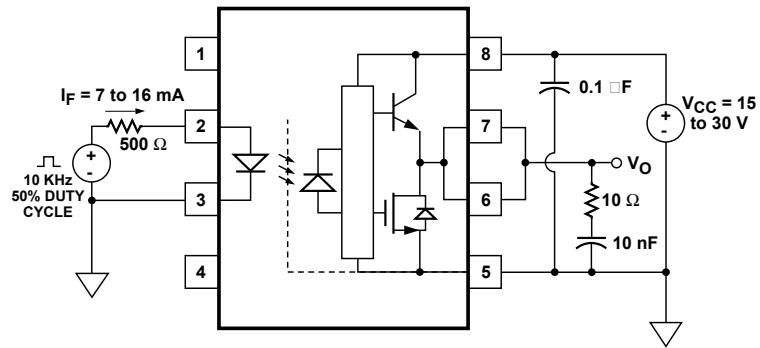 1
8
I_F = 7 to 16 mA
0.1 □F
V_CC = 15
to 30 V
+
-
2
7
500 Ω
+
-
V_O
10 KHz
50% DUTY
CYCLE
3
6
10 Ω
10 nF
4
5